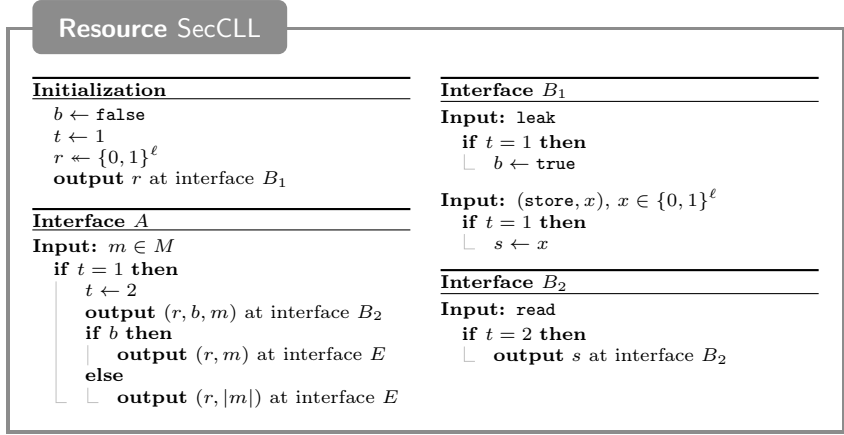 Resource SecCLL
Initialization
b ← false
t ← 1
r ↞ {0, 1}^ℓ
output r at interface B₁
Interface A
Input: m ∈ M
if t = 1 then
t ← 2
output (r, b, m) at interface B₂
if b then
output (r, m) at interface E
else
output (r, |m|) at interface E
Interface B₁
Input: leak
if t = 1 then
b ← true
Input: (store, x), x ∈ {0, 1}^ℓ
if t = 1 then
s ← x
Interface B₂
Input: read
if t = 2 then
output s at interface B₂